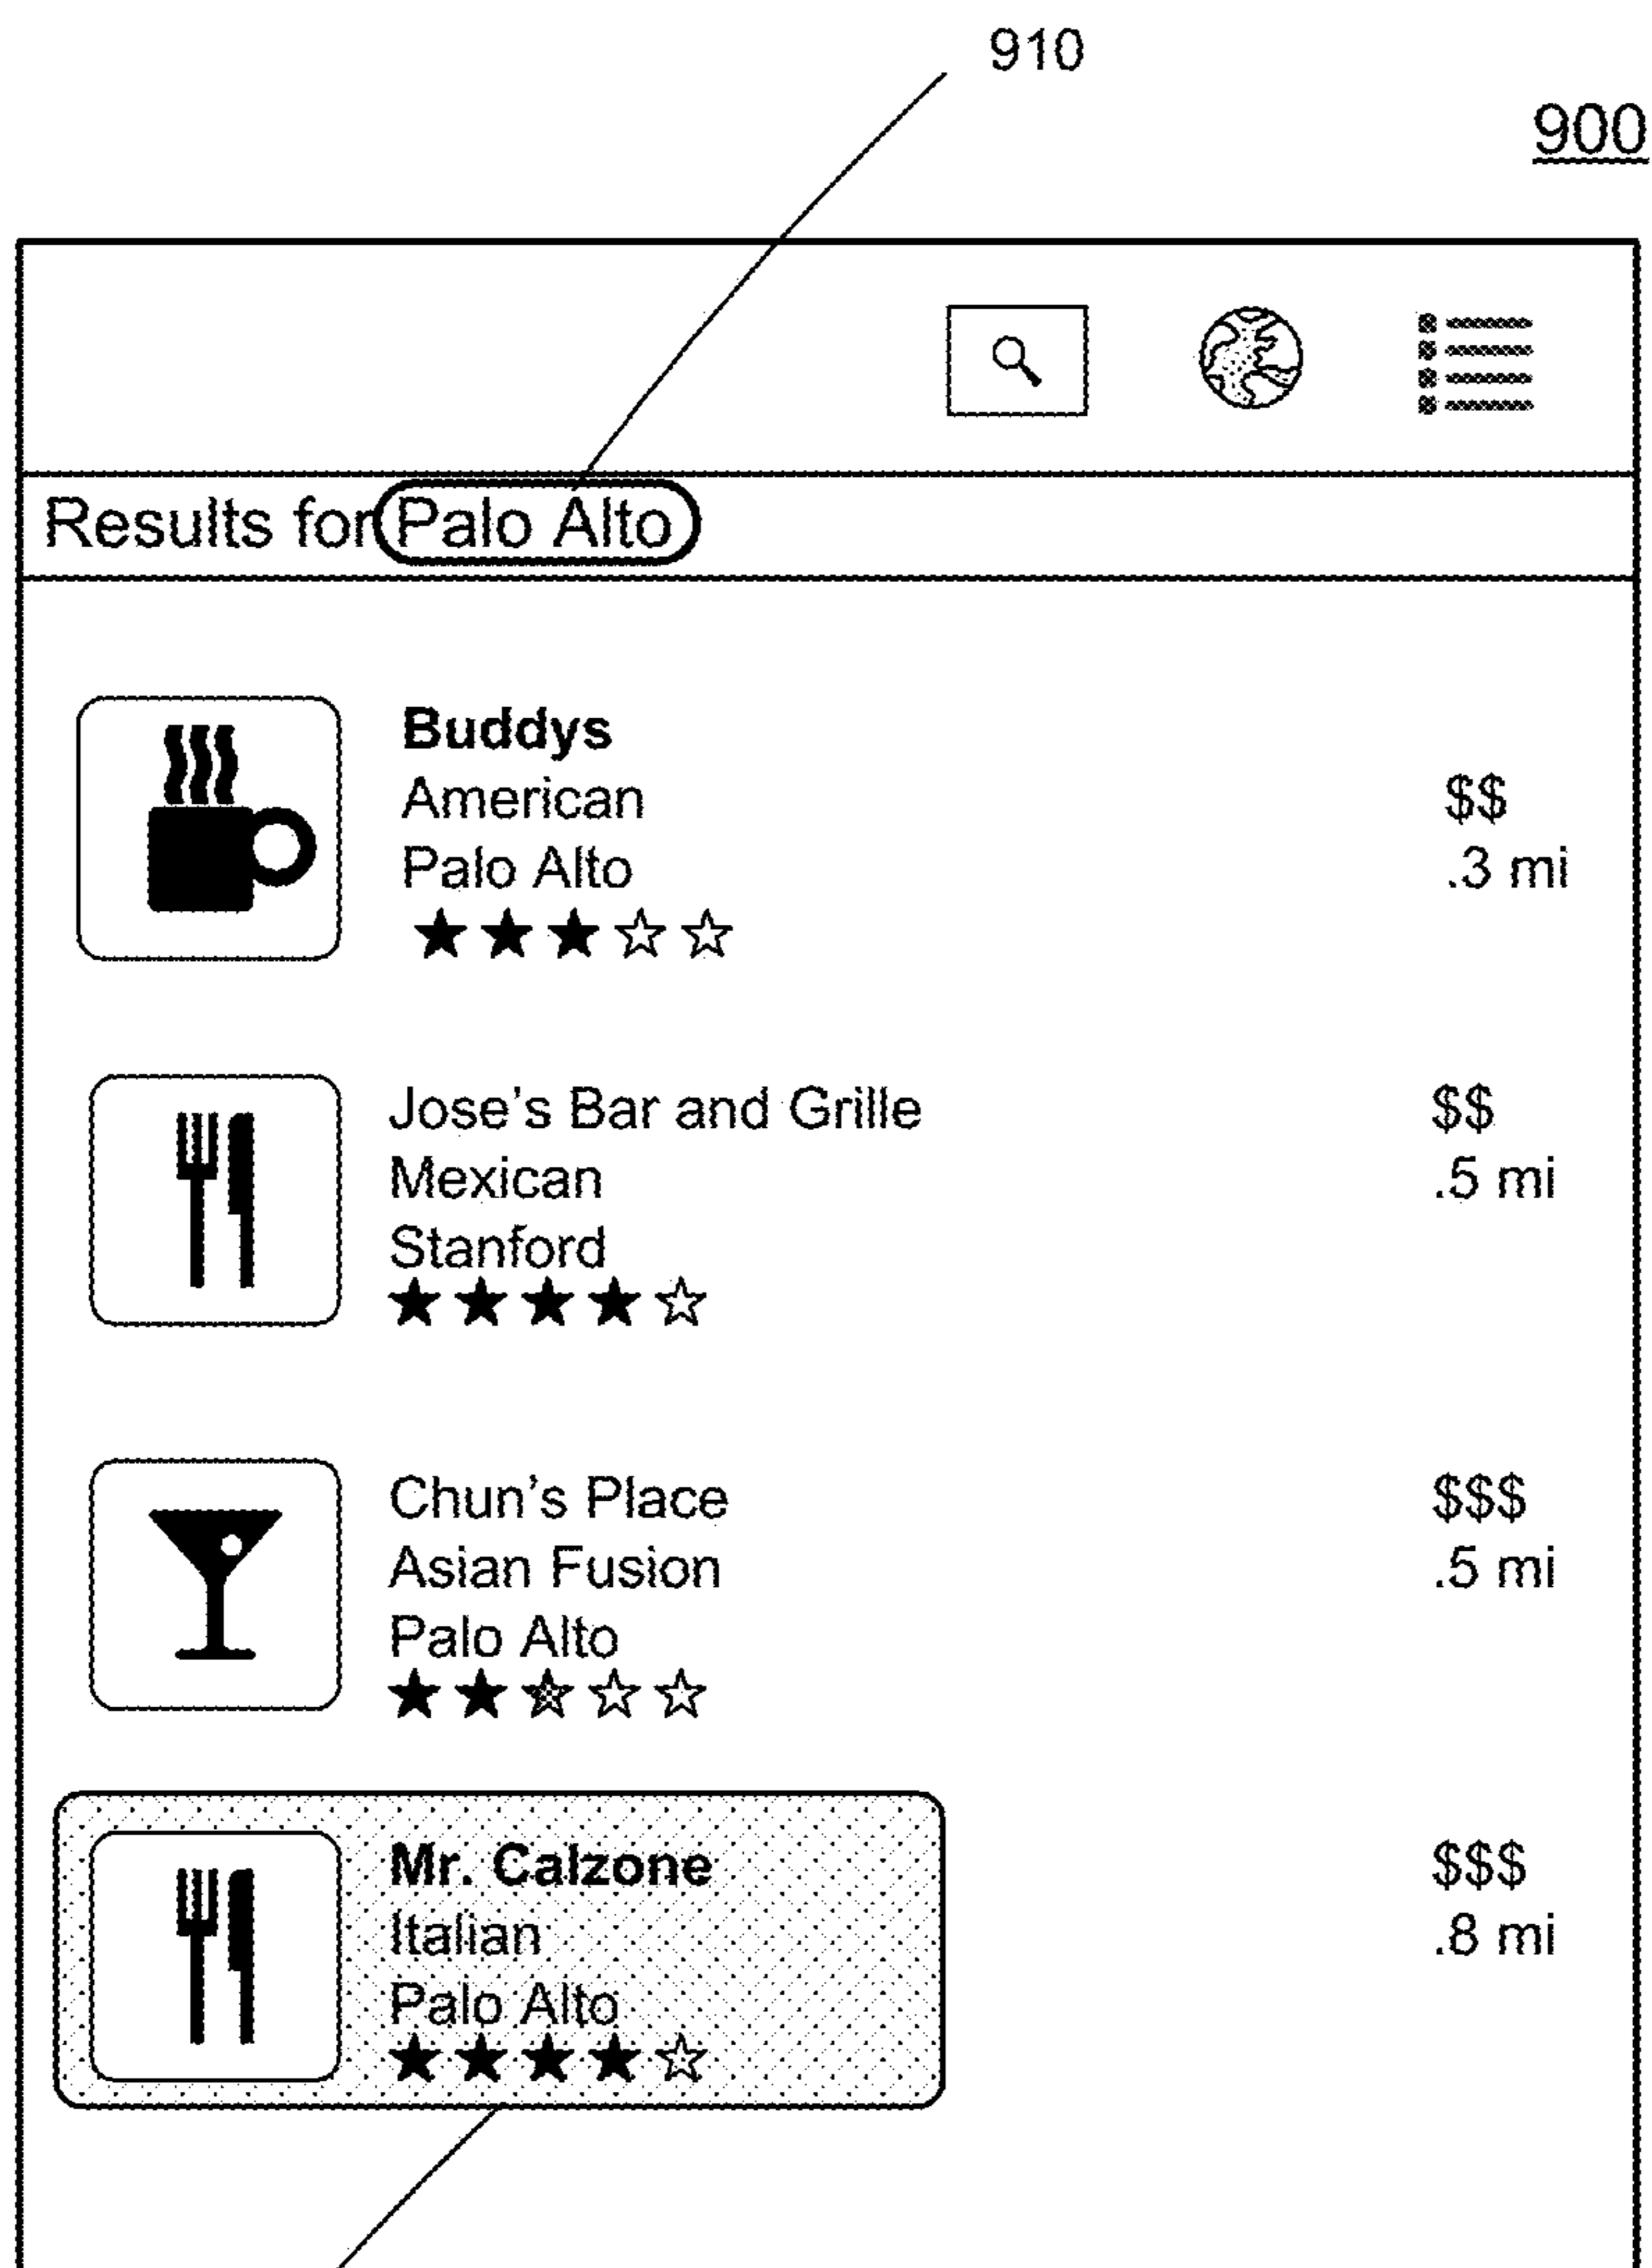 910
900
Results for Palo Alto
Buddys
American
$$
Palo Alto
.3 mi
Jose's Bar and Grille
$$
Mexican
.5 mi
Stanford
Chun's Place
$$$
Asian Fusion
.5 mi
Palo Alto
Mr. Calzone
$$$
Italian
.8 mi
Palo Alto